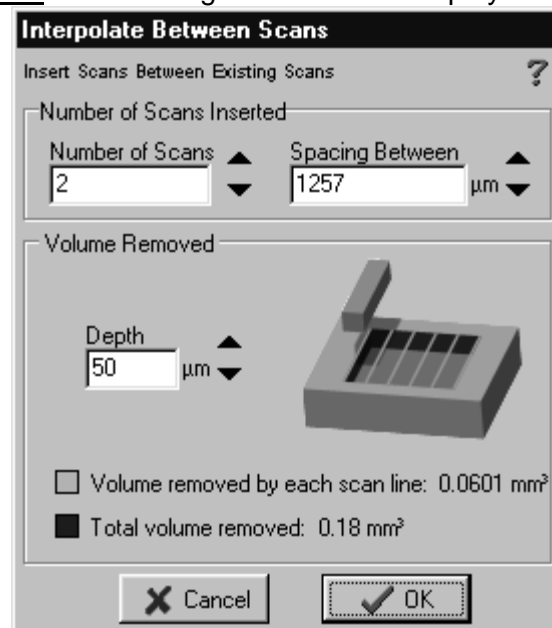 Interpolate Between Scans
Insert Scans Between Existing Scans
?
Number of Scans Inserted
Number of Scans Spacing Between
2 1257 µm
Volume Removed
Depth
50 µm
Volume removed by each scan line: 0.0601 mm³
Total volume removed: 0.18 mm³
Cancel OK